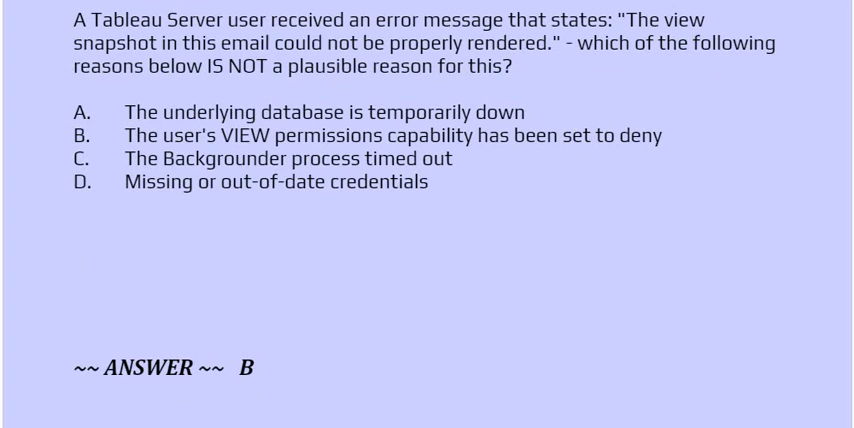 A Tableau Server user received an error message that states: "The view
snapshot in this email could not be properly rendered." - which of the following
reasons below IS NOT a plausible reason for this?
A. The underlying database is temporarily down
B. The user's VIEW permissions capability has been set to deny
C. The Backgrounder process timed out
D. Missing or out-of-date credentials
~~ ANSWER ~~ B